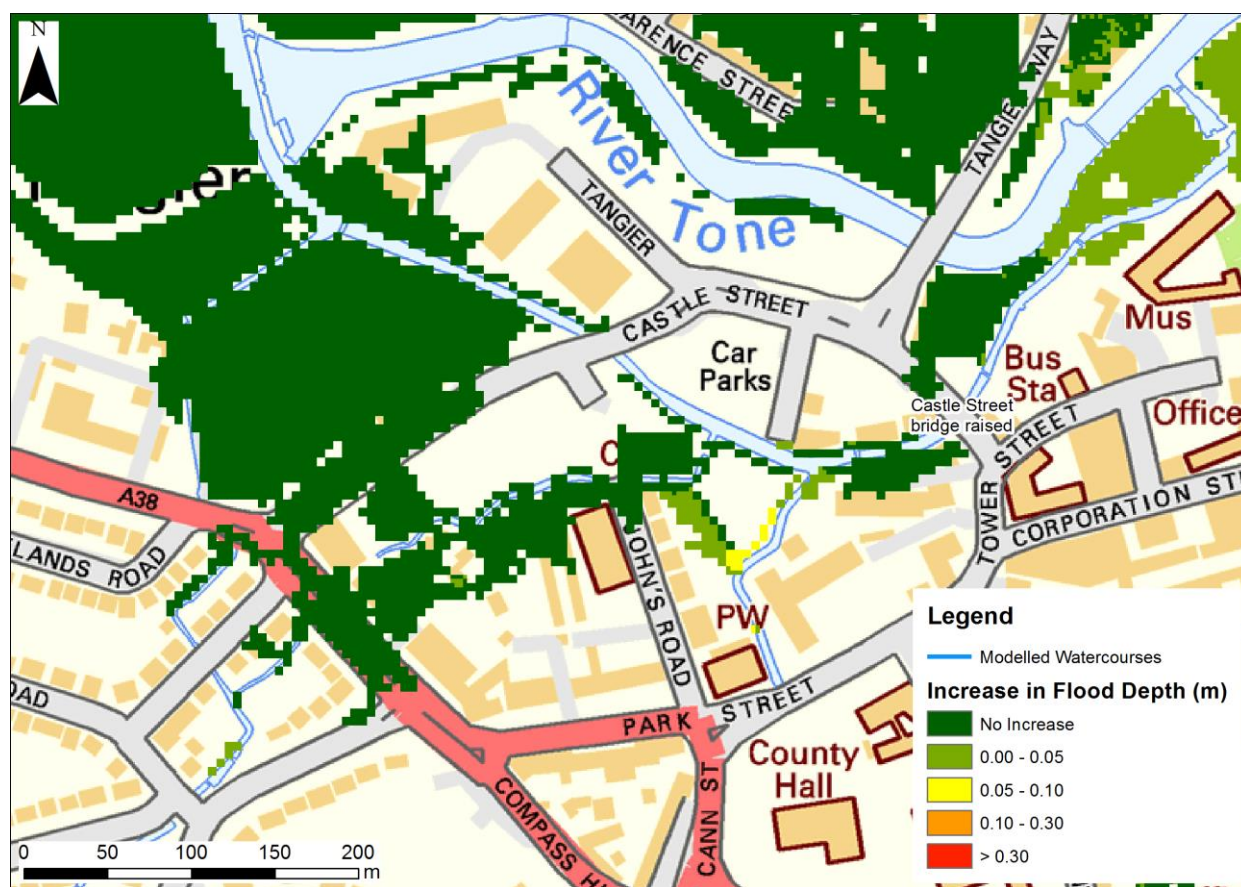 N
ARENCE STREE
TANGIE WAY
River
Tone
TANGIER
CASTLE STREET
Mus
Car
Parks
Bus
Sta
Castle Street
bridge raised
Office
STREET
A38
LANDS ROAD
TOWER
CORPORATION ST
JOHN'S ROAD
PW
OAD
PARK STREET
County
Hall
CANN ST
COMPASS H
Legend
Modelled Watercourses
Increase in Flood Depth (m)
No Increase
0.00 - 0.05
0.05 - 0.10
0.10 - 0.30
> 0.30
0 50 100 150 200
m